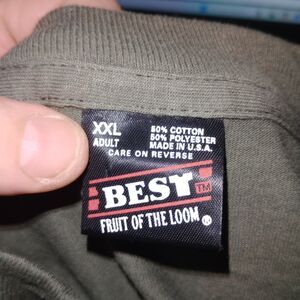 XXL
ADULT
50% COTTON
50% POLYESTER
MADE IN U.S.A.
CARE ON REVERSE
BEST TM
FRUIT OF THE LOOM ®